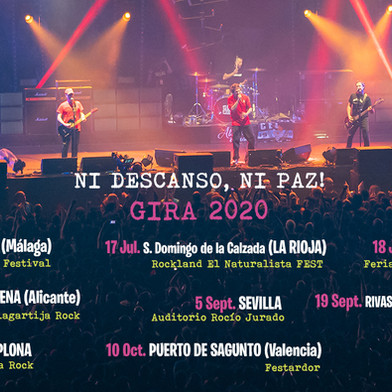 NI DESCANSO, NI PAZ!
GIRA 2020
(Málaga)
Festival
17 Jul. S. Domingo de la Calzada (LA RIOJA)
Rockland El Naturalista FEST
18
Feria
ENA (Alicante)
Lagartija Rock
5 Sept. SEVILLA
Auditorio Rocío Jurado
19 Sept. RIVAS
PLONA
Rock
10 Oct. PUERTO DE SAGUNTO (Valencia)
Festardor